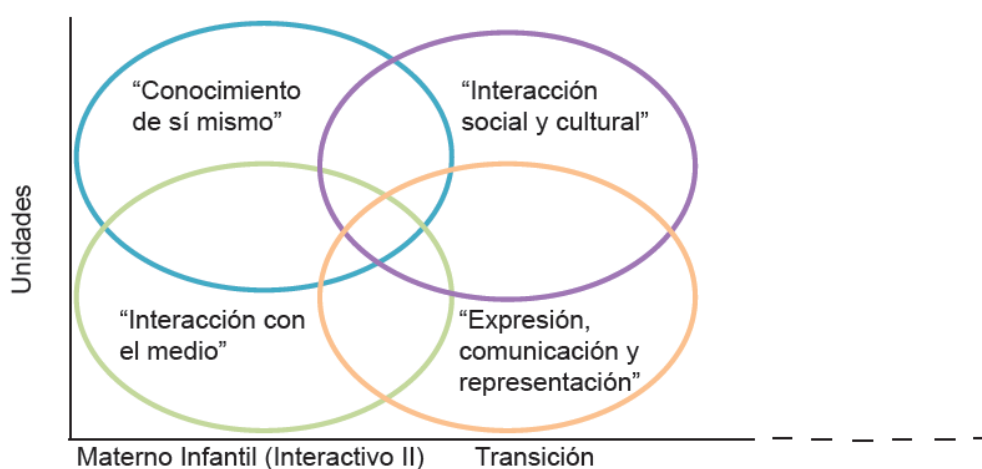 “Conocimiento
de sí mismo”
“Interacción
social y cultural”
Unidades
“Interacción con
el medio”
“Expresión,
comunicación y
representación”
Materno Infantil (Interactivo II)
Transición